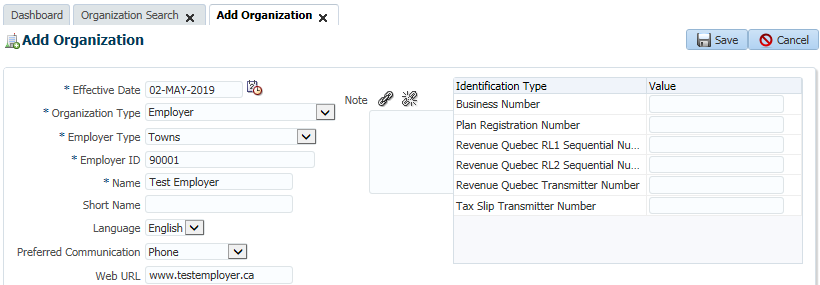 Dashboard Organization Search Add Organization
Add Organization Save Cancel
* Effective Date 02-MAY-2019
* Organization Type Employer
* Employer Type Towns
* Employer ID 90001
* Name Test Employer
Short Name
Language English
Preferred Communication Phone
Web URL www.testemployer.ca
Note
Identification Type Value
Business Number
Plan Registration Number
Revenue Quebec RL1 Sequential Nu...
Revenue Quebec RL2 Sequential Nu...
Revenue Quebec Transmitter Number
Tax Slip Transmitter Number